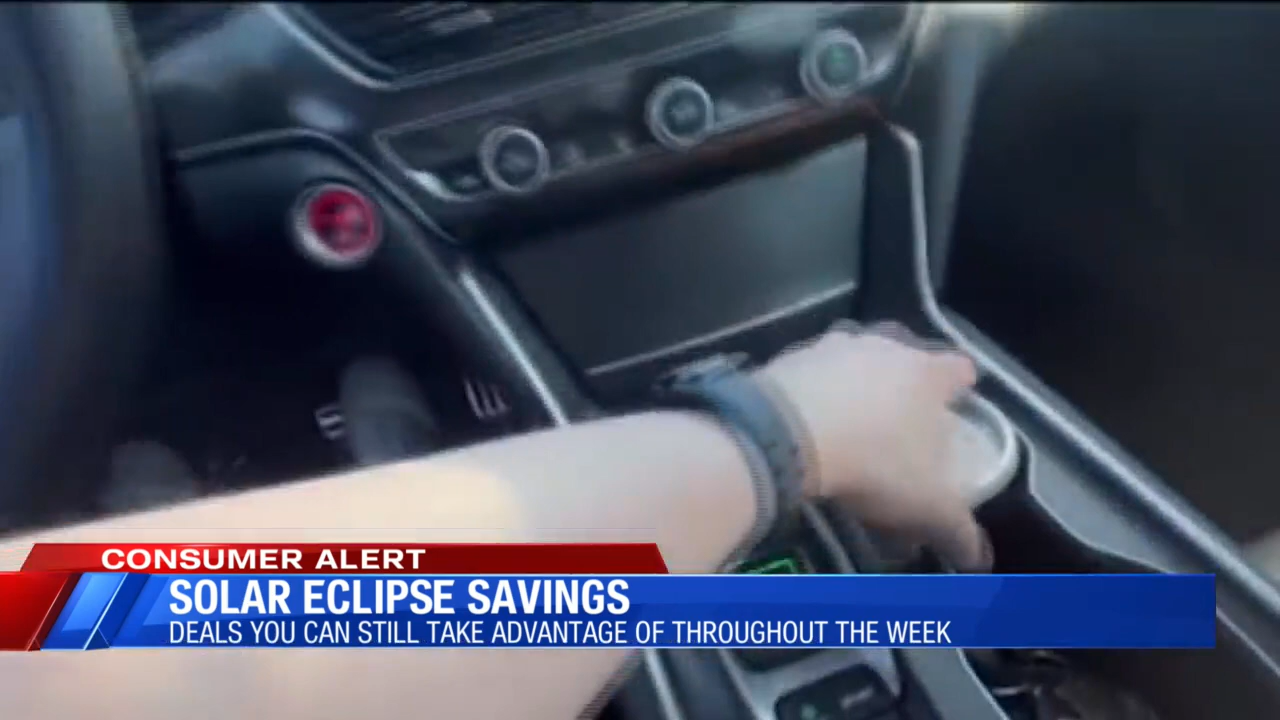 CONSUMER ALERT
SOLAR ECLIPSE SAVINGS
DEALS YOU CAN STILL TAKE ADVANTAGE OF THROUGHOUT THE WEEK